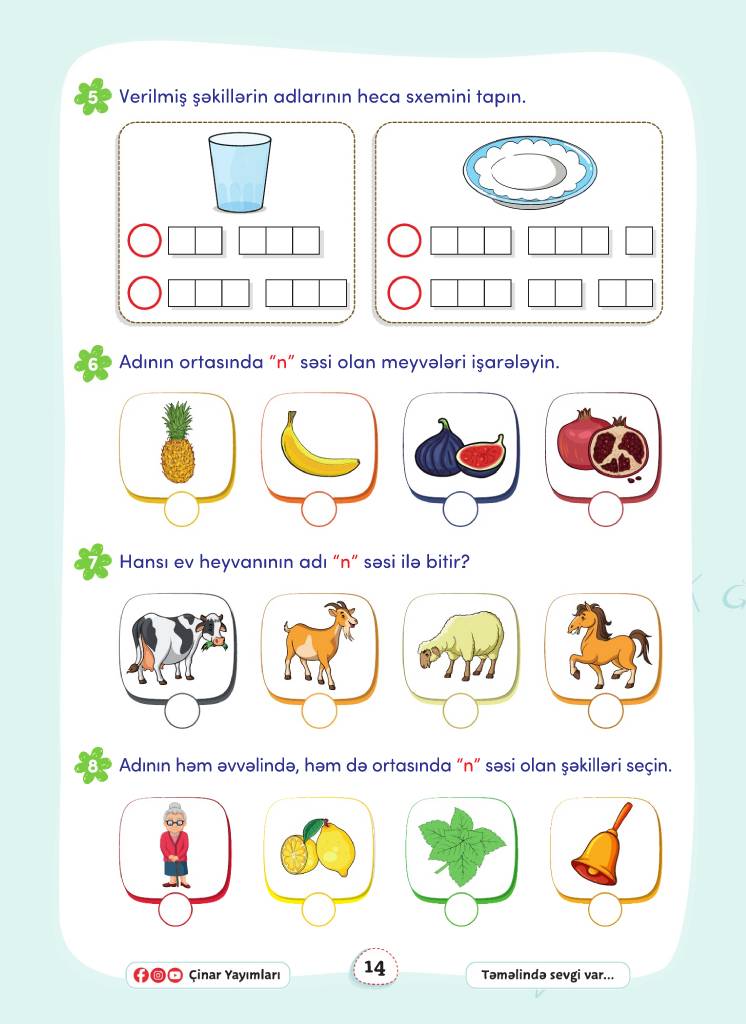 5 Verilmiş şəkillərin adlarının heca sxemini tapın.
6 Adının ortasında “n” səsi olan meyvələri işarələyin.
7 Hansı ev heyvanının adı “n” səsi ilə bitir?
8 Adının həm əvvəlində, həm də ortasında “n” səsi olan şəkilləri seçin.
Çinar Yayımları
14
Təməlində sevgi var...